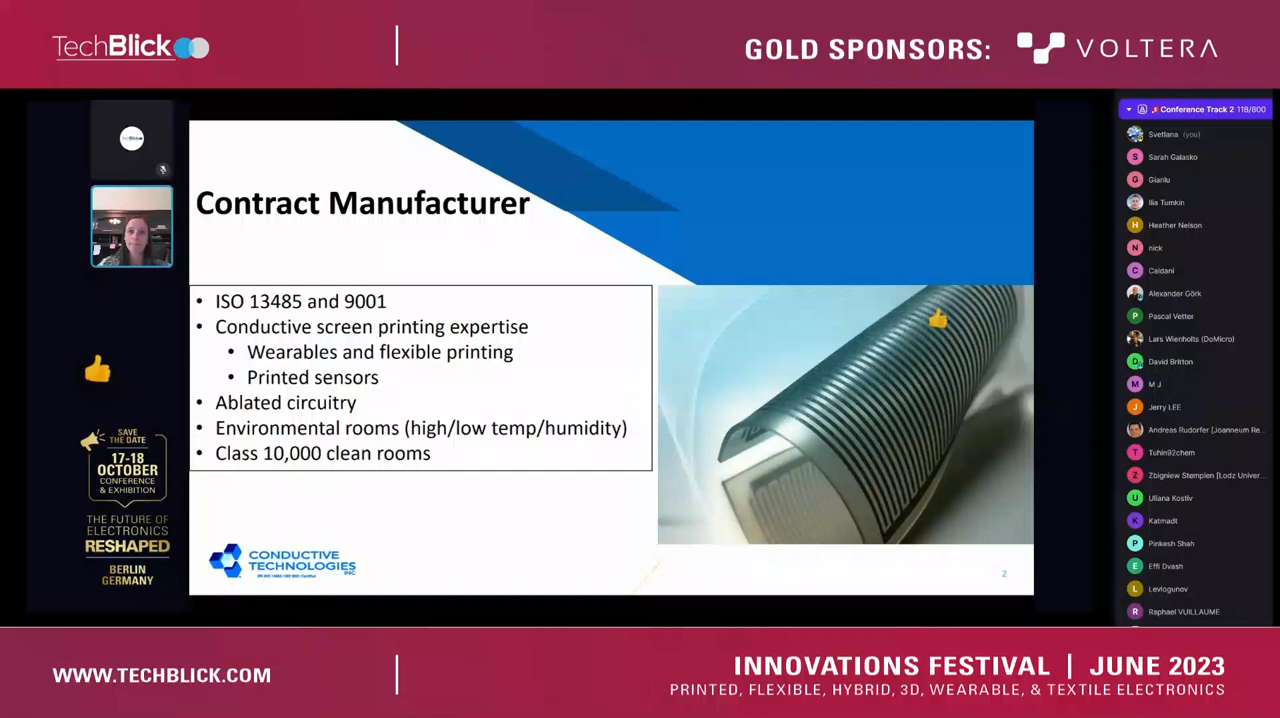 TechBlick
GOLD SPONSORS:
VOLTERA
Contract Manufacturer
• ISO 13485 and 9001
• Conductive screen printing expertise
• Wearables and flexible printing
• Printed sensors
• Ablated circuitry
• Environmental rooms (high/low temp/humidity)
• Class 10,000 clean rooms
CONDUCTIVE
TECHNOLOGIES
INC
2
SAVE
THE DATE
17-18
OCTOBER
CONFERENCE
& EXHIBITION
THE FUTURE OF
ELECTRONICS
RESHAPED
BERLIN
GERMANY
Conference Track 2 118/800
Svetlana (you)
S Sarah Galasko
G Gianlu
Ilia Tumkin
H Heather Nelson
N nick
C Caldani
Alexander Görk
P Pascal Vetter
Lars Wienholts (DoMicro)
D David Britton
M M J
J Jerry LEE
Andreas Rudorfer [Joanneum Re...
T Tuhin92chem
Z Zbigniew Stempien [Lodz Univer...
U Uliana Kostiv
K Katmadt
P Pinkesh Shah
E Effi Dvash
L Levlogunov
R Raphael VUILLAUME
WWW.TECHBLICK.COM
INNOVATIONS FESTIVAL | JUNE 2023
PRINTED, FLEXIBLE, HYBRID, 3D, WEARABLE, & TEXTILE ELECTRONICS